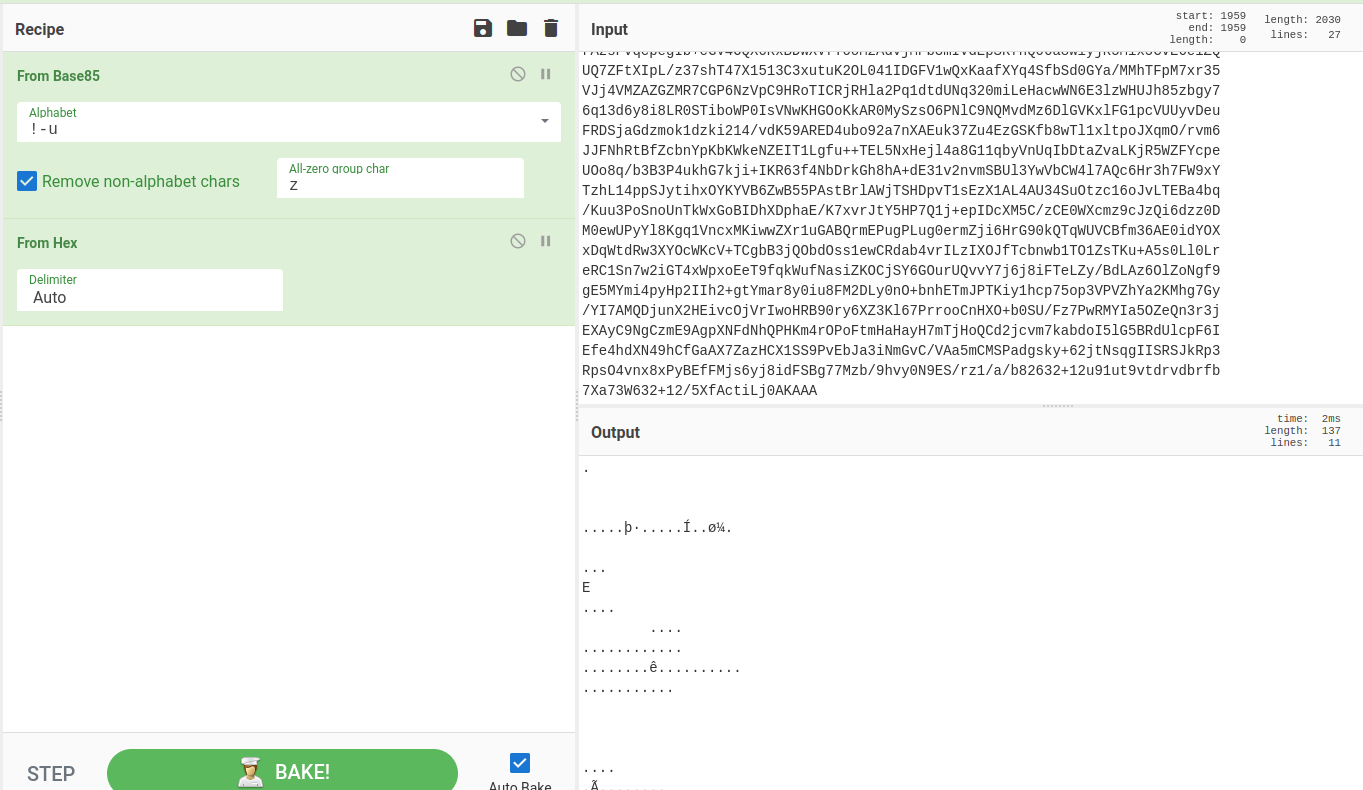 Recipe
From Base85
Alphabet
!-u
Remove non-alphabet chars
All-zero group char
z
From Hex
Delimiter
Auto
STEP
BAKE!
Auto Bake
Input
start: 1959
end: 1959
length: 0
length: 2030
lines: 27
UQ7ZFtXIpL/z37shT47X1513C3xutuK2OL041IDGFV1wQxKaafXYq4SfbSd0GYa/MMhTFpM7xr35
VJj4VMZAZGZMR7CGP6NzVpC9HRoTICRjRHla2Pq1dtdUNq320miLeHacwWN6E3lzWHUJh85zbgy7
6q13d6y8i8LR0STiboWP0IsVNwKHGOoKkAR0MySzsO6PNlC9NQMvdMz6DlGVKxlFG1pcVUUyvDeu
FRDSjaGdzmok1dzki214/vdK59ARED4ubo92a7nXAEuk37Zu4EzGSKfb8wTl1xltpoJXqmO/rvm6
JJFNhRtBfZcbnYpKbKWkeNZEIT1Lgfu++TEL5NxHejl4a8G11qbyVnUqIbDtaZvaLKjR5WZFYcpe
UOo8q/b3B3P4ukhG7kji+IKR63f4NbDrkGh8hA+dE31v2nvmSBUl3YwVbCW4l7AQc6Hr3h7FW9xY
TzhL14ppSJytihxOYKYVB6ZwB55PAstBrlAWjTSHDpvT1sEzX1AL4AU34SuOtzc16oJvLTEBa4bq
/Kuu3PoSnoUnTkWxGoBIDhXDphaE/K7xvrJtY5HP7Q1j+epIDcXM5C/zCE0WXcmz9cJzQi6dzz0D
M0ewUPyYl8Kgq1VncxMKiwwZXr1uGABQrmEPugPLug0ermZji6HrG90kQTqWUVCBfm36AE0idYOX
xDqWtdRw3XYOcWKcV+TCgbB3jQObdOss1ewCRdab4vrILzIXOJfTcbnwb1TO1ZsTKu+A5s0Ll0Lr
eRC1Sn7w2iGT4xWpxoEeT9fqkWufNasiZKOCjSY6GOurUQvvY7j6j8iFTeLZy/BdLAz6OlZoNgf9
gE5MYmi4pyHp2IIh2+gtYmar8y0iu8FM2DLy0nO+bnhETmJPTKiy1hcp75op3VPVZhYa2KMhg7Gy
/YI7AMQDjunX2HEivcOjVrIwoHRB90ry6XZ3Kl67PrrooCnHXO+b0SU/Fz7PwRMYIa5OZeQn3r3j
EXAyC9NgCzmE9AgpXNFdNhQPHKm4rOPoFtmHaHayH7mTjHoQCd2jcvm7kabdoI5lG5BRdUlcpF6I
Efe4hdXN49hCfGaAX7ZazHCX1SS9PvEbJa3iNmGvC/VAa5mCMSPadgsky+62jtNsqgIISRSJkRp3
RpsO4vnx8xPyBEfFMjs6yj8idFSBg77Mzb/9hvy0N9ES/rz1/a/b82632+12u91ut9vtdrvdbrfb
7Xa73W632+12/5XfActiLj0AKAAA
Output
time: 2ms
length: 137
lines: 11
.
.....þ·.....Í..ø¼.
...
E
....
....
............
........ê..........
...........
....
.Ã........